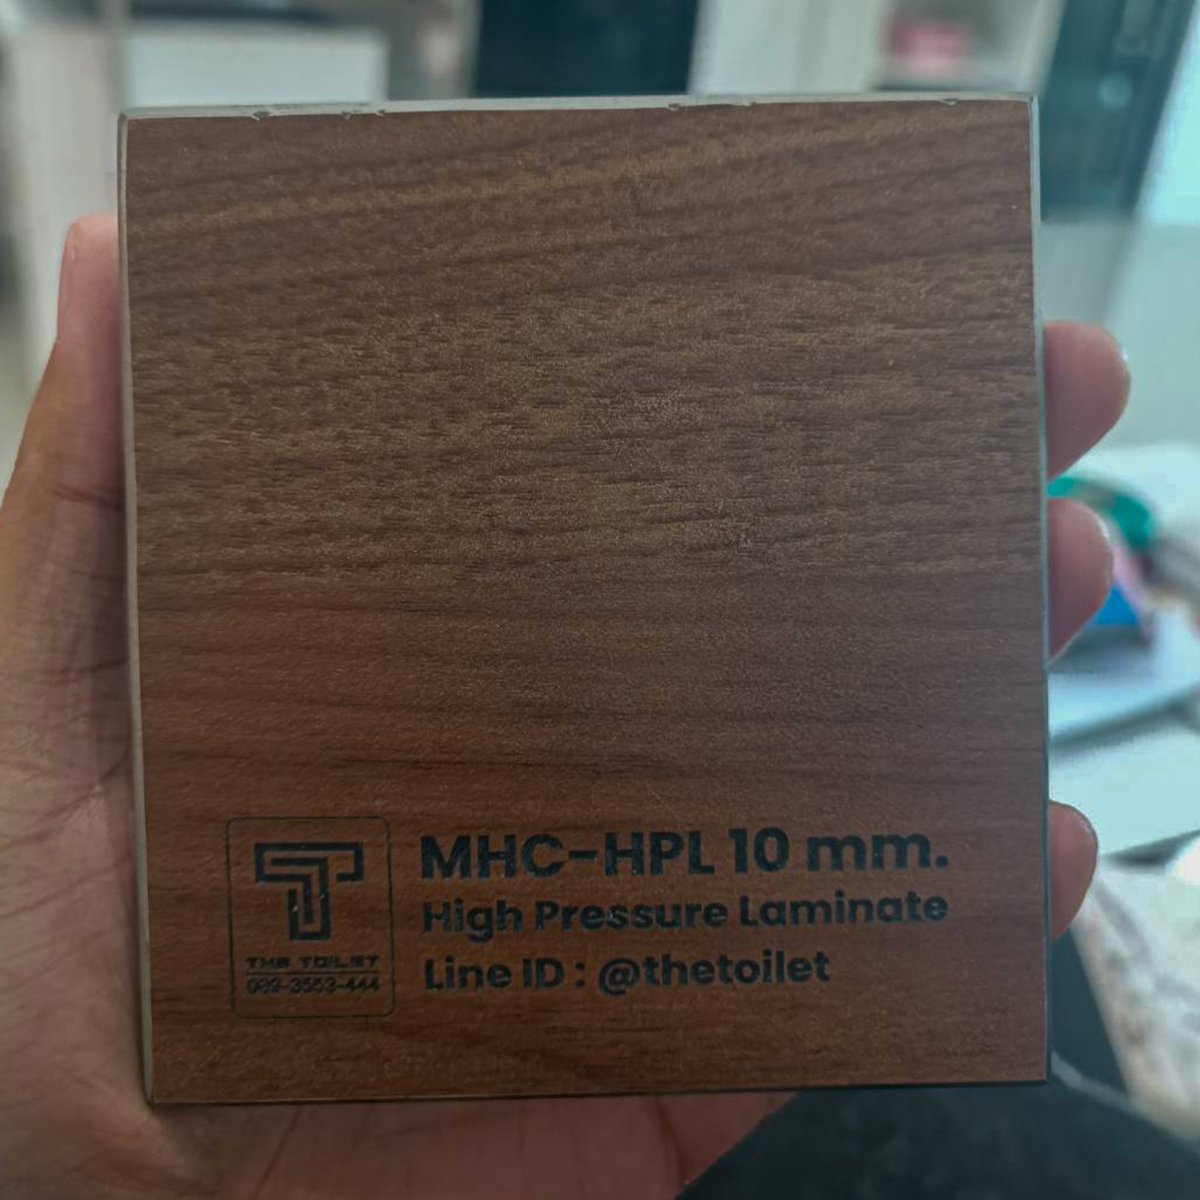 MHC-HPL 10 mm.
High Pressure Laminate
Line ID : @thetoilet
THE TOILET
089-3553-444